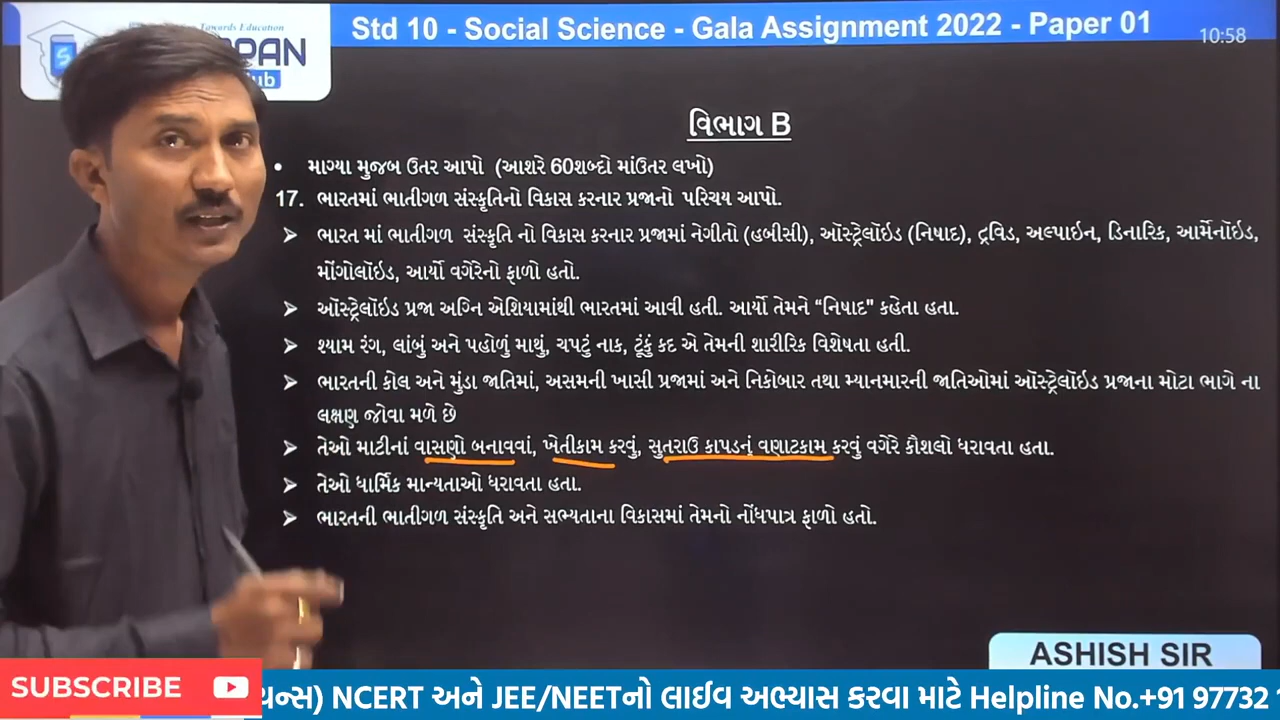 Towards Education
PAN
Std 10 - Social Science - Gala Assignment 2022 - Paper 01
10:58
વિભાગ B
• માગ્યા મુજબ ઉતર આપો (આશરે 60શબ્દો માંઉતર લખો)
17. ભારતમાં ભાતીગળ સંસ્કૃતિનો વિકાસ કરનાર પ્રજાનો પરિચય આપો.
➤ ભારત માં ભાતીગળ સંસ્કૃતિ નો વિકાસ કરનાર પ્રજામાં નેગીતો (હબીસી), ઑસ્ટ્રેલૉઇડ (નિષાદ), દ્રવિડ, અલ્પાઇન, ડિનારિક, આર્મેનૉઇડ,
મૉંગોલૉઇડ, આર્યો વગેરેનો ફાળો હતો.
➤ ઑસ્ટ્રેલૉઇડ પ્રજા અગ્નિ એશિયામાંથી ભારતમાં આવી હતી. આર્યો તેમને “નિષાદ" કહેતા હતા.
➤ શ્યામ રંગ, લાંબું અને પહોળું માથું, ચપટું નાક, ટૂંકું કદ એ તેમની શારીરિક વિશેષતા હતી.
➤ ભારતની કોલ અને મુંડા જાતિમાં, અસમની ખાસી પ્રજામાં અને નિકોબાર તથા મ્યાનમારની જાતિઓમાં ઑસ્ટ્રેલૉઇડ પ્રજના મોટા ભાગે ના
લક્ષણ જોવા મળે છે
➤ તેઓ માટીનાં વાસણો બનાવવાં, ખેતીકામ કરવું, સુતરાઉ કાપડનું વણાટકામ કરવું વગેરે કૌશલો ધરાવતા હતા.
➤ તેઓ ધાર્મિક માન્યતાઓ ધરાવતા હતા.
➤ ભારતની ભાતીગળ સંસ્કૃતિ અને સભ્યતાના વિકાસમાં તેમનો નોંધપાત્ર ફાળો હતો.
ASHISH SIR
SUBSCRIBE
યન્સ) NCERT અને JEE/NEETનો લાઈવ અભ્યાસ કરવા માટે Helpline No.+91 97732